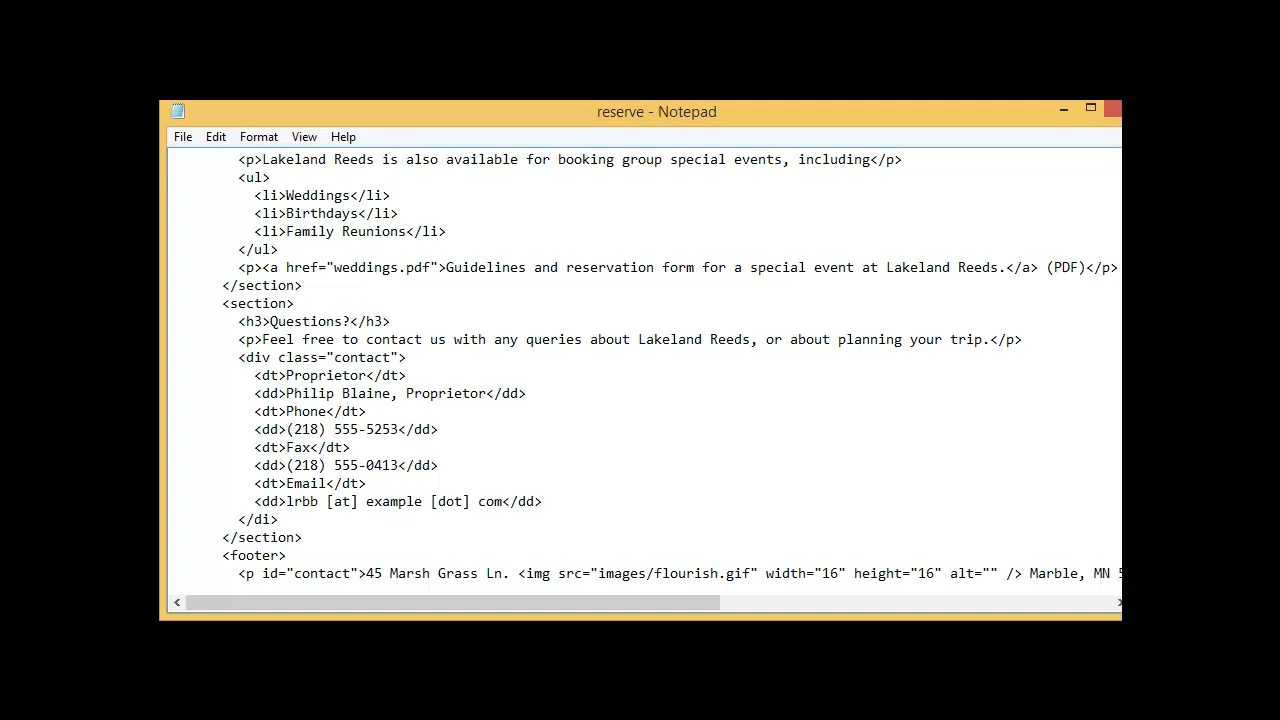 reserve - Notepad
File Edit Format View Help
<p>Lakeland Reeds is also available for booking group special events, including</p>
<ul>
<li>Weddings</li>
<li>Birthdays</li>
<li>Family Reunions</li>
</ul>
<p><a href="weddings.pdf">Guidelines and reservation form for a special event at Lakeland Reeds.</a> (PDF)</p>
</section>
<section>
<h3>Questions?</h3>
<p>Feel free to contact us with any queries about Lakeland Reeds, or about planning your trip.</p>
<div class="contact">
<dt>Proprietor</dt>
<dd>Philip Blaine, Proprietor</dd>
<dt>Phone</dt>
<dd>(218) 555-5253</dd>
<dt>Fax</dt>
<dd>(218) 555-0413</dd>
<dt>Email</dt>
<dd>lrbb [at] example [dot] com</dd>
</di>
</section>
<footer>
<p id="contact">45 Marsh Grass Ln. <img src="images/flourish.gif" width="16" height="16" alt="" /> Marble, MN